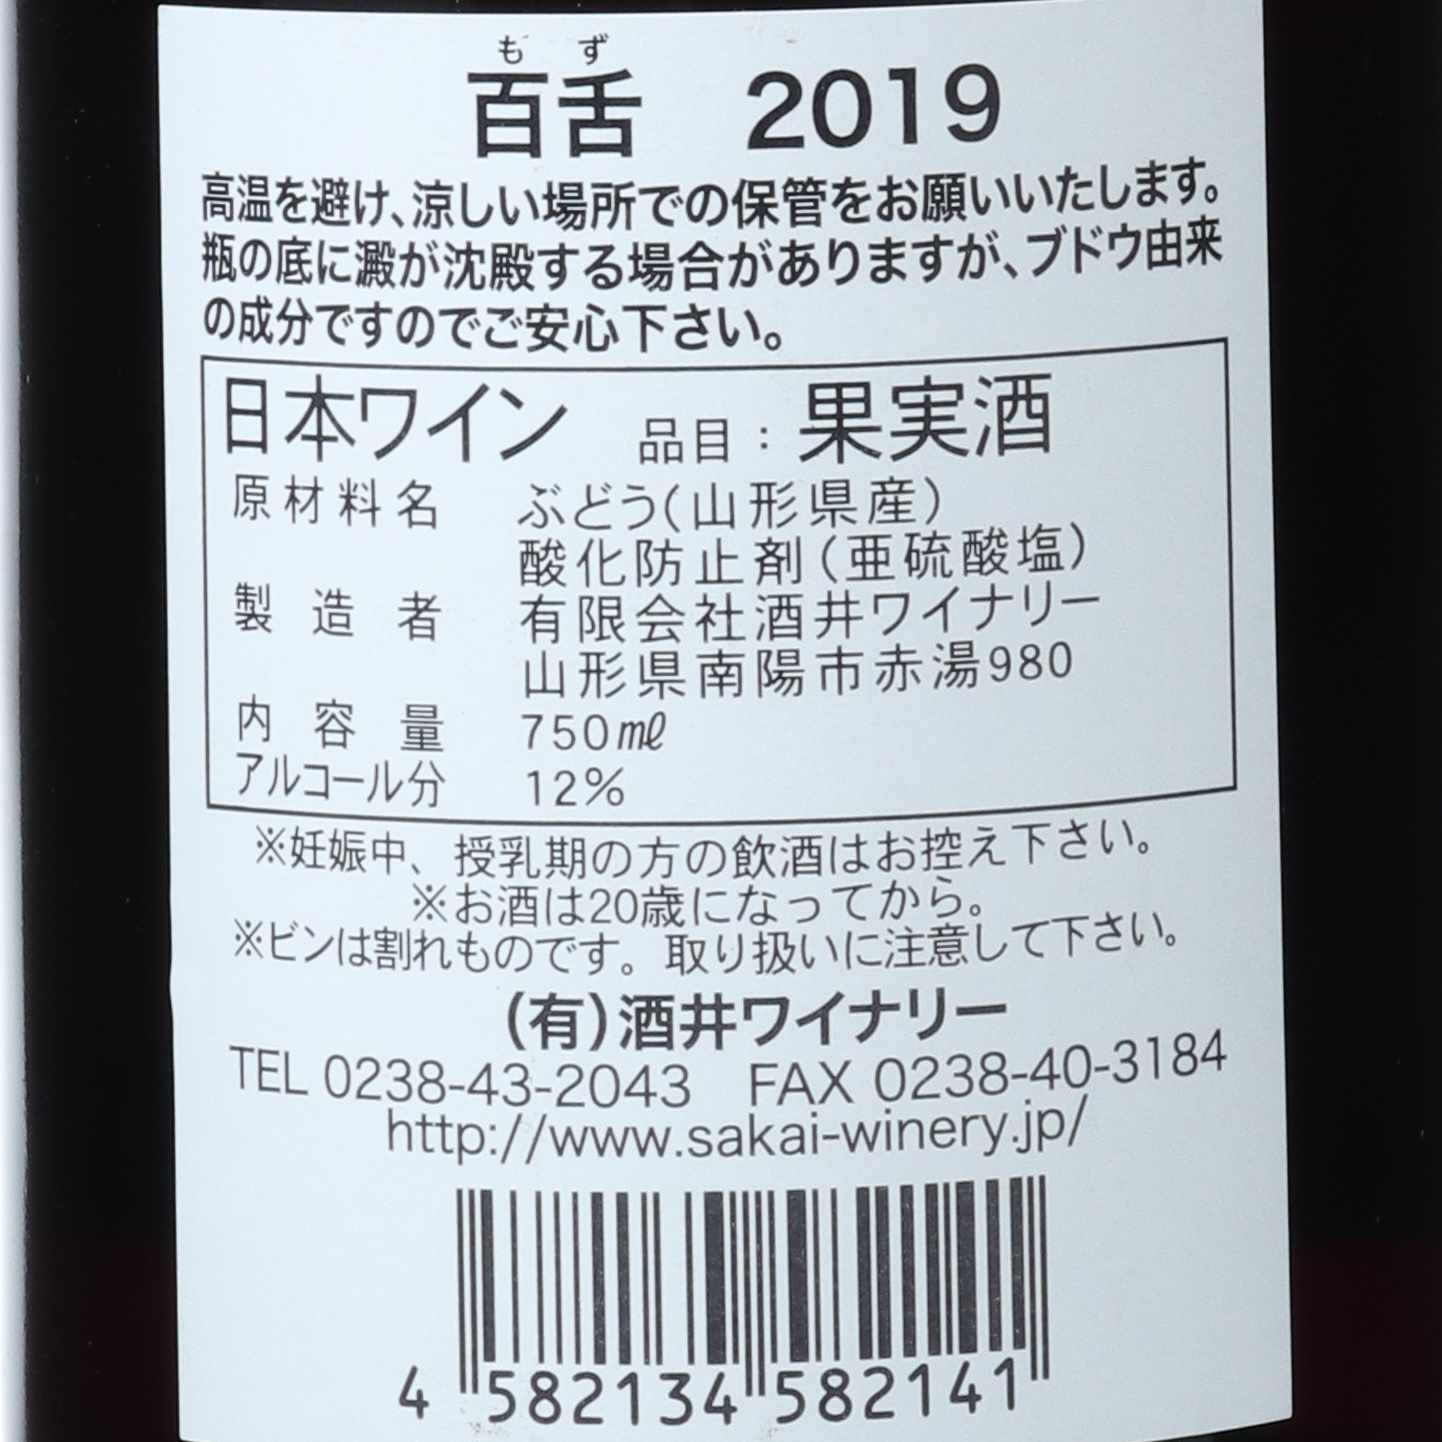 もず
百舌 2019
高温を避け、涼しい場所での保管をお願いいたします。
瓶の底に澱が沈殿する場合がありますが、ブドウ由来
の成分ですのでご安心下さい。
日本ワイン 品目：果実酒
原材料名 ぶどう(山形県産)
酸化防止剤(亜硫酸塩)
製造者 有限会社酒井ワイナリー
山形県南陽市赤湯980
内容量 750㎖
アルコール分 12%
※妊娠中、授乳期の方の飲酒はお控え下さい。
※お酒は20歳になってから。
※ビンは割れものです。取り扱いに注意して下さい。
(有)酒井ワイナリー
TEL 0238-43-2043 FAX 0238-40-3184
http://www.sakai-winery.jp/
4 582134 582141